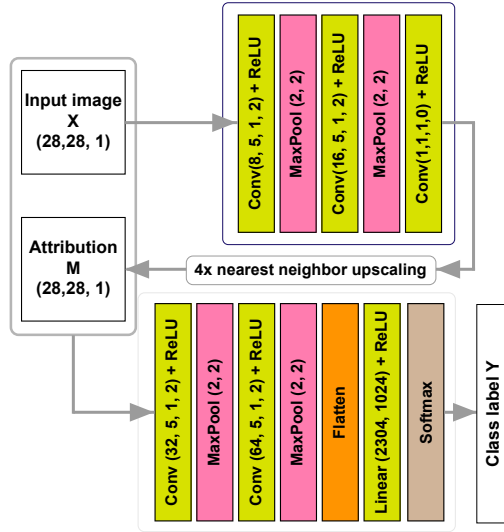 Input image
X
(28,28, 1)
Conv(8, 5, 1, 2) + ReLU
MaxPool (2, 2)
Conv(16, 5, 1, 2) + ReLU
MaxPool (2, 2)
Conv(1,1,1,0) + ReLU
Attribution
M
(28,28, 1)
4x nearest neighbor upscaling
Conv (32, 5, 1, 2) + ReLU
MaxPool (2, 2)
Conv (64, 5, 1, 2) + ReLU
MaxPool (2, 2)
Flatten
Linear (2304, 1024) + ReLU
Softmax
Class label Y